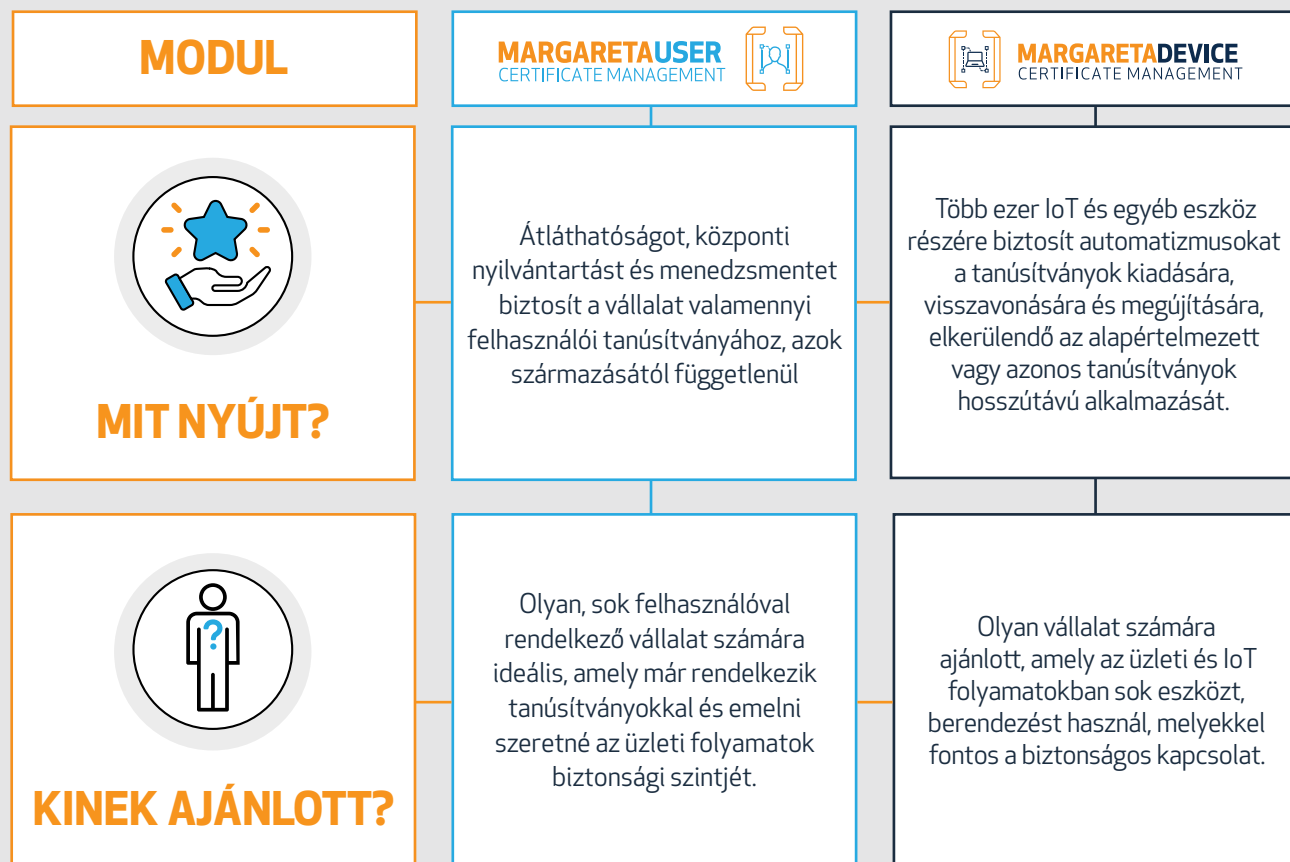 MODUL
MARGARETAUSER
CERTIFICATE MANAGEMENT
MARGARETADEVICE
CERTIFICATE MANAGEMENT
MIT NYÚJT?
Átláthatóságot, központi
nyilvántartást és menedzsmentet
biztosít a vállalat valamennyi
felhasználói tanúsítványához, azok
származásától függetlenül
Több ezer IoT és egyéb eszköz
részére biztosít automatizmusokat
a tanúsítványok kiadására,
visszavonására és megújítására,
elkerülendő az alapértelmezett
vagy azonos tanúsítványok
hosszútávú alkalmazását.
KINEK AJÁNLOTT?
Olyan, sok felhasználóval
rendelkező vállalat számára
ideális, amely már rendelkezik
tanúsítványokkal és emelni
szeretné az üzleti folyamatok
biztonsági szintjét.
Olyan vállalat számára
ajánlott, amely az üzleti és IoT
folyamatokban sok eszközt,
berendezést használ, melyekkel
fontos a biztonságos kapcsolat.